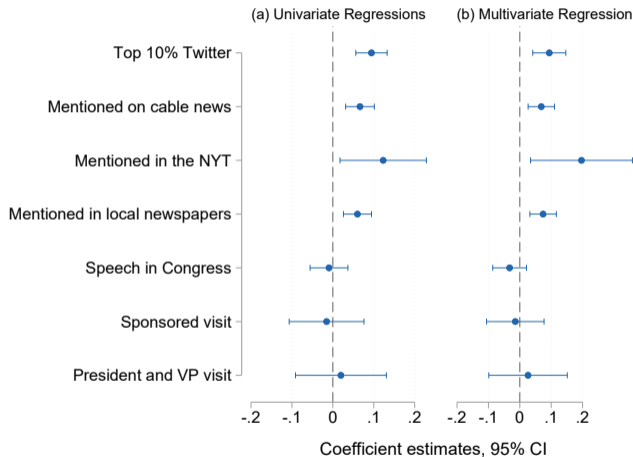 (a) Univariate Regressions (b) Multivariate Regression
Top 10% Twitter
Mentioned on cable news
Mentioned in the NYT
Mentioned in local newspapers
Speech in Congress
Sponsored visit
President and VP visit
-.2 -.1 0 .1 .2 -.2 -.1 0 .1 .2
Coefficient estimates, 95% CI